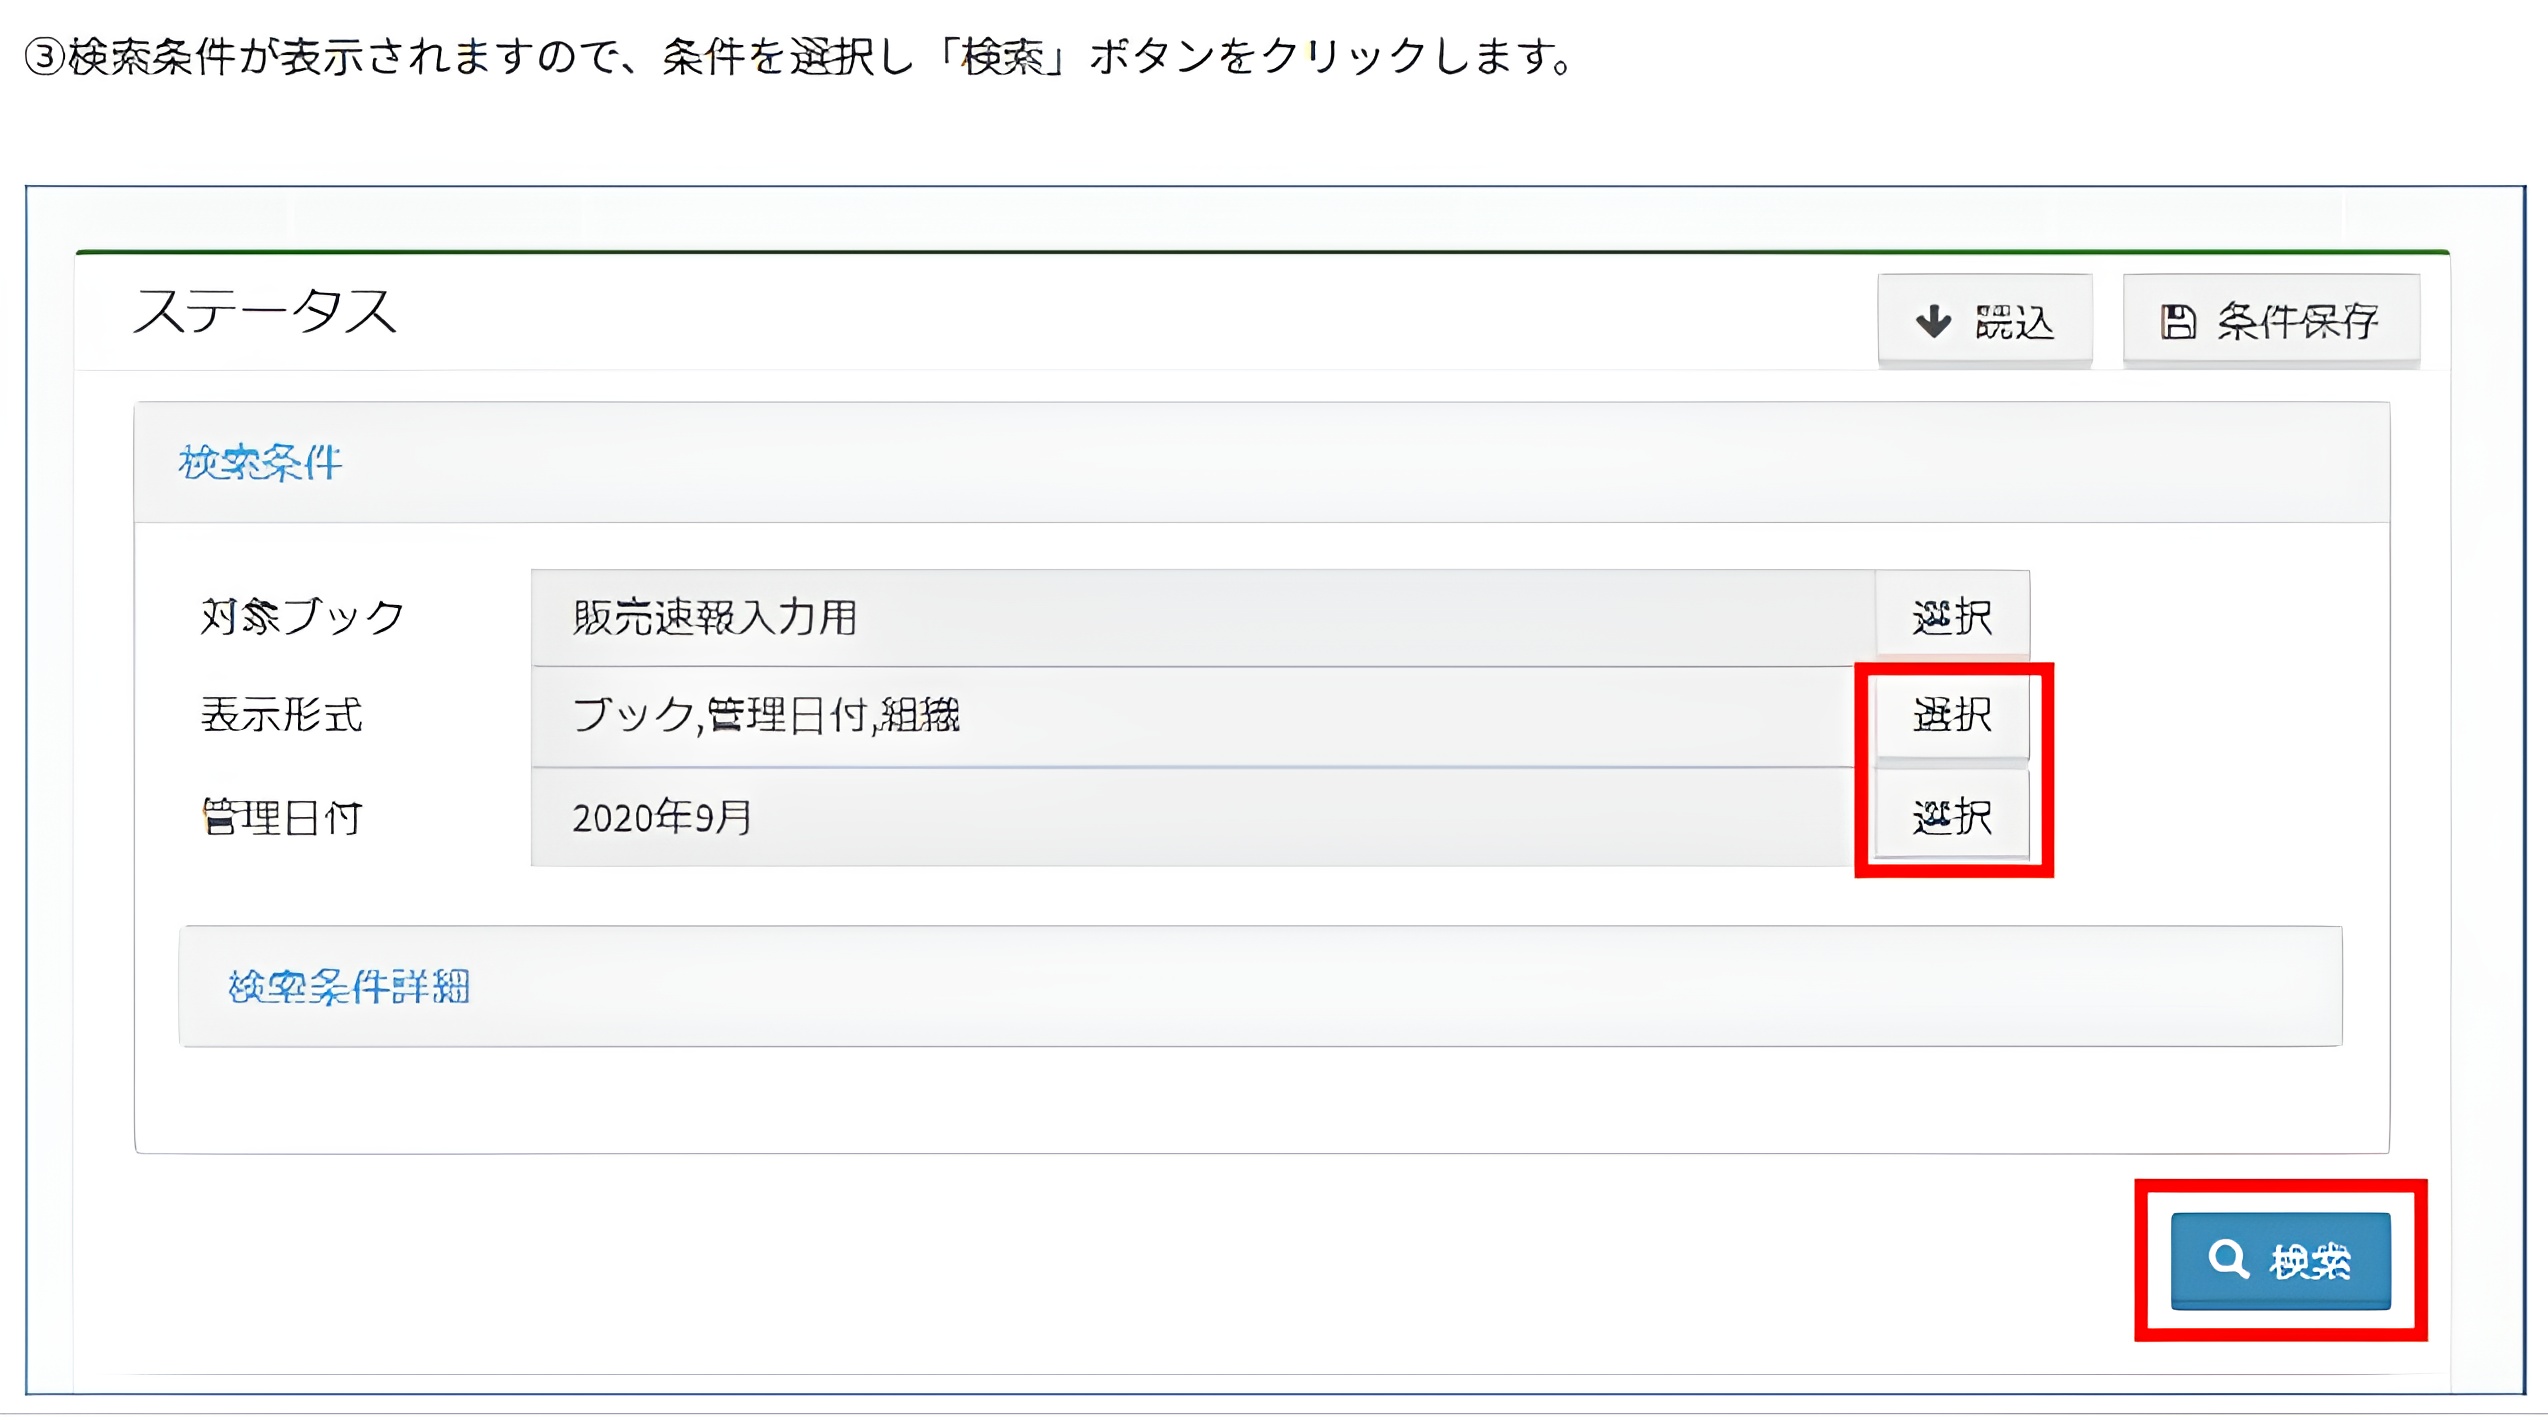 ③検索条件が表示されますので、条件を選択し「検索」ボタンをクリックします。
ステータス
読込
条件保存
検索条件
対象ブック 販売速報入力用 選択
表示形式 ブック,管理日付,組織 選択
管理日付 2020年9月 選択
検索条件詳細
検索